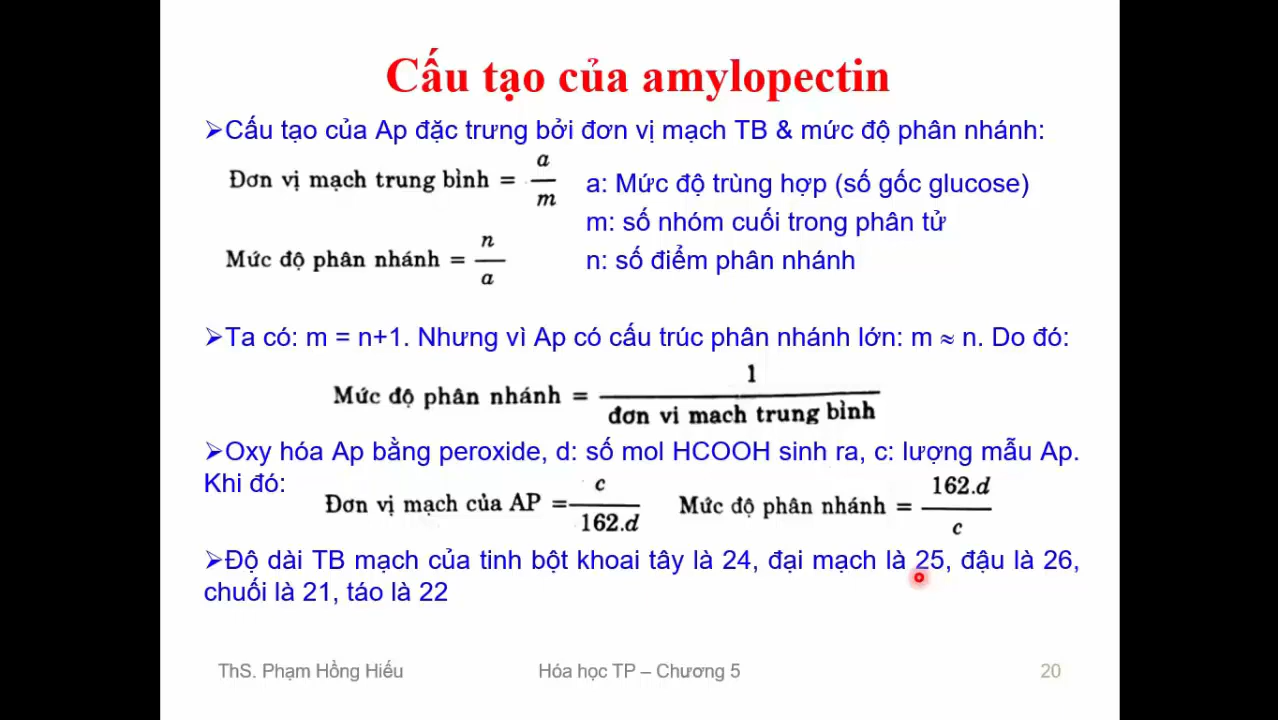 Cấu tạo của amylopectin
➢Cấu tạo của Ap đặc trưng bởi đơn vị mạch TB & mức độ phân nhánh:
Đơn vị mạch trung bình = a/m
a: Mức độ trùng hợp (số gốc glucose)
m: số nhóm cuối trong phân tử
Mức độ phân nhánh = n/a
n: số điểm phân nhánh
➢Ta có: m = n+1. Nhưng vì Ap có cấu trúc phân nhánh lớn: m ≈ n. Do đó:
Mức độ phân nhánh = 1/đơn vi mach trung bình
➢Oxy hóa Ap bằng peroxide, d: số mol HCOOH sinh ra, c: lượng mẫu Ap.
Khi đó:
Đơn vị mạch của AP = c/162.d
Mức độ phân nhánh = 162.d/c
➢Độ dài TB mạch của tinh bột khoai tây là 24, đại mạch là 25, đậu là 26,
chuối là 21, táo là 22
ThS. Phạm Hồng Hiếu
Hóa học TP – Chương 5
20